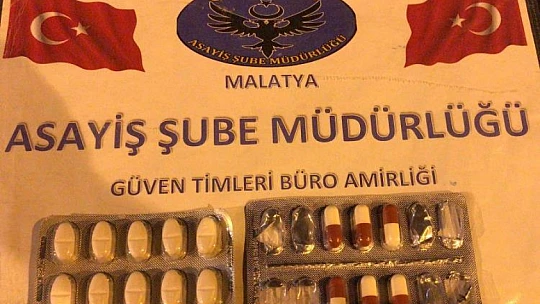 ASAYİŞ ŞUBE MÜDÜRLÜĞÜ
MALATYA
ASAYİŞ ŞUBE MÜDÜRLÜĞÜ
GÜVEN TİMLERİ BÜRO AMİRLİĞİ